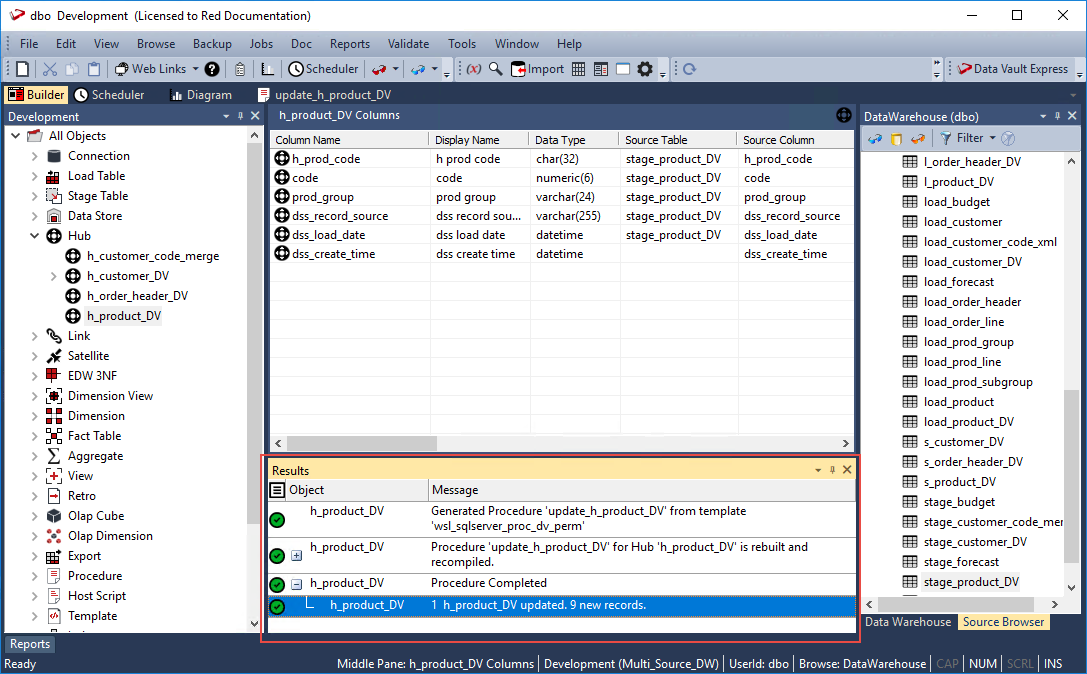 dbo Development (Licensed to Red Documentation)
File Edit View Browse Backup Jobs Doc Reports Validate Tools Window Help
Web Links Scheduler (x) Import Data Vault Express
Builder Scheduler Diagram update_h_product_DV
Development
All Objects
Connection
Load Table
Stage Table
Data Store
Hub
h_customer_code_merge
h_customer_DV
h_order_header_DV
h_product_DV
Link
Satellite
EDW 3NF
Dimension View
Dimension
Fact Table
Aggregate
View
Retro
Olap Cube
Olap Dimension
Export
Procedure
Host Script
Template
h_product_DV Columns
Column Name Display Name Data Type Source Table Source Column
h_prod_code h prod code char(32) stage_product_DV h_prod_code
code code numeric(6) stage_product_DV code
prod_group prod group varchar(24) stage_product_DV prod_group
dss_record_source dss record sou... varchar(255) stage_product_DV dss_record_source
dss_load_date dss load date datetime stage_product_DV dss_load_date
dss_create_time dss create time datetime dss_create_time
Results
Object Message
h_product_DV Generated Procedure 'update_h_product_DV' from template
'wsl_sqlserver_proc_dv_perm'
h_product_DV Procedure 'update_h_product_DV' for Hub 'h_product_DV' is rebuilt and
recompiled.
h_product_DV Procedure Completed
h_product_DV 1 h_product_DV updated. 9 new records.
DataWarehouse (dbo)
Filter
l_order_header_DV
l_product_DV
load_budget
load_customer
load_customer_code_xml
load_customer_DV
load_forecast
load_order_header
load_order_line
load_prod_group
load_prod_line
load_prod_subgroup
load_product
load_product_DV
s_customer_DV
s_order_header_DV
s_product_DV
stage_budget
stage_customer_code_mer
stage_customer_DV
stage_forecast
stage_product_DV
Data Warehouse Source Browser
Reports
Ready Middle Pane: h_product_DV Columns Development (Multi_Source_DW) UserId: dbo Browse: DataWarehouse CAP NUM SCRL INS